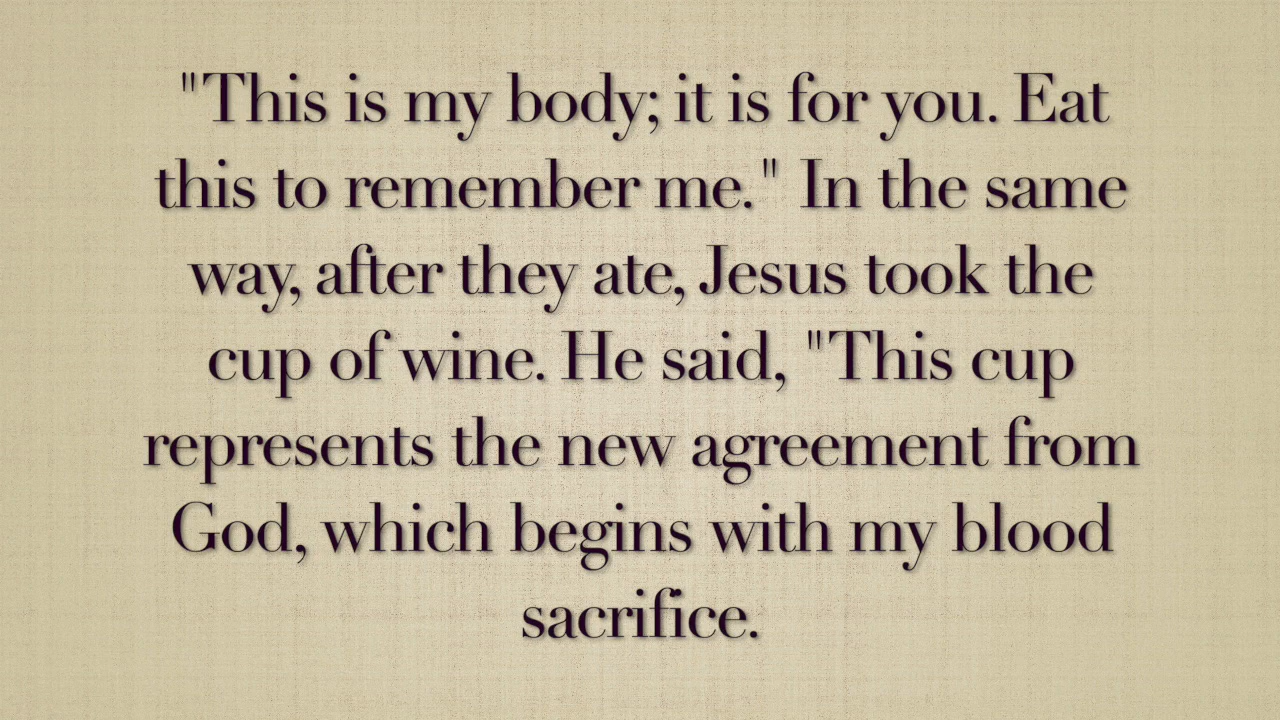 "This is my body; it is for you. Eat
this to remember me." In the same
way, after they ate, Jesus took the
cup of wine. He said, "This cup
represents the new agreement from
God, which begins with my blood
sacrifice.